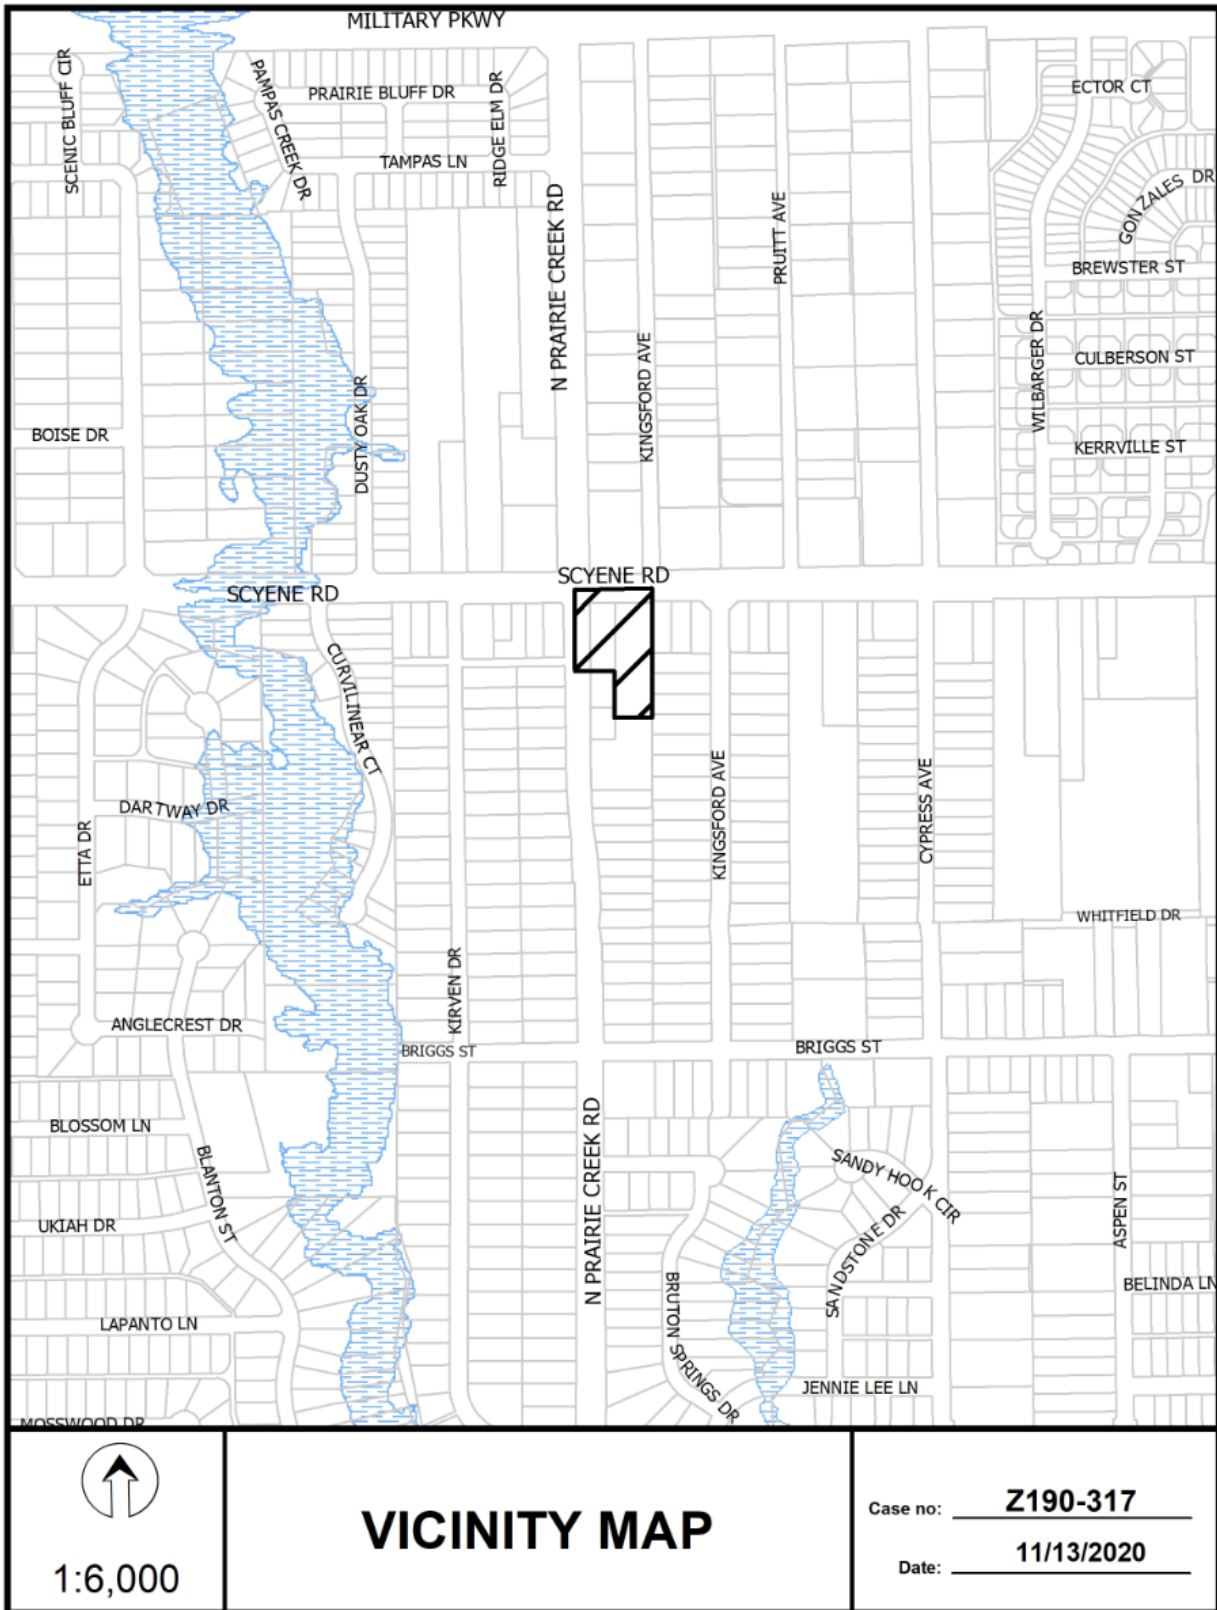 MILITARY PKWY
SCENIC BLUFF CIR
PAMPAS CREEK DR
PRAIRIE BLUFF DR
RIDGE ELM DR
TAMPAS LN
ECTOR CT
GONZALES DR
N PRAIRIE CREEK RD
PRUITT AVE
BREWSTER ST
KINGSFORD AVE
WILBARGER DR
CULBERSON ST
DUSTY OAK DR
BOISE DR
KERRVILLE ST
SCYENE RD
SCYENE RD
CURVILINEAR CT
DARTWAY DR
ETTA DR
KINGSFORD AVE
CYPRESS AVE
WHITFIELD DR
KIRVEN DR
ANGLECREST DR
BRIGGS ST
BRIGGS ST
BLOSSOM LN
BLANTON ST
N PRAIRIE CREEK RD
SANDY HOOK CIR
ASPEN ST
UKIAH DR
SANDSTONE DR
BRUTON SPRINGS DR
BELINDA LN
LAPANTO LN
JENNIE LEE LN
MOSSWOOD DR
1:6,000
VICINITY MAP
Case no: Z190-317
Date: 11/13/2020